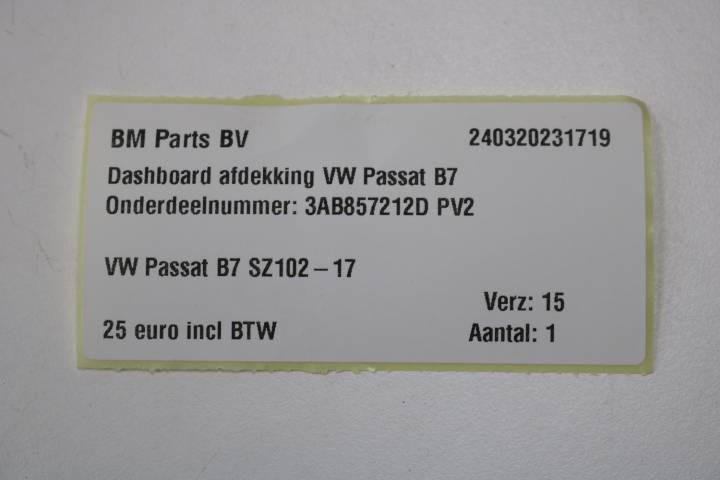 BM Parts BV 240320231719
Dashboard afdekking VW Passat B7
Onderdeelnummer: 3AB857212D PV2
VW Passat B7 SZ102 – 17
Verz: 15
25 euro incl BTW Aantal: 1